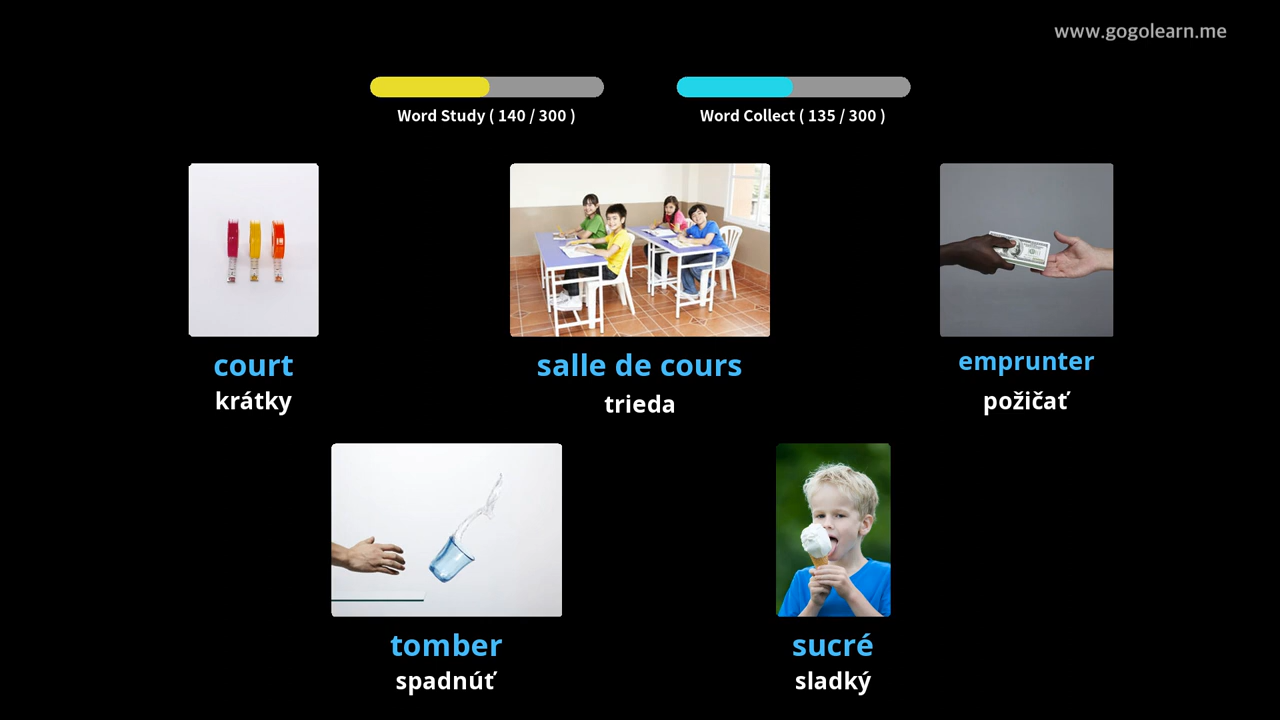 www.gogolearn.me
Word Study ( 140 / 300 )
Word Collect ( 135 / 300 )
court
krátky
salle de cours
trieda
emprunter
požičať
tomber
spadnúť
sucré
sladký